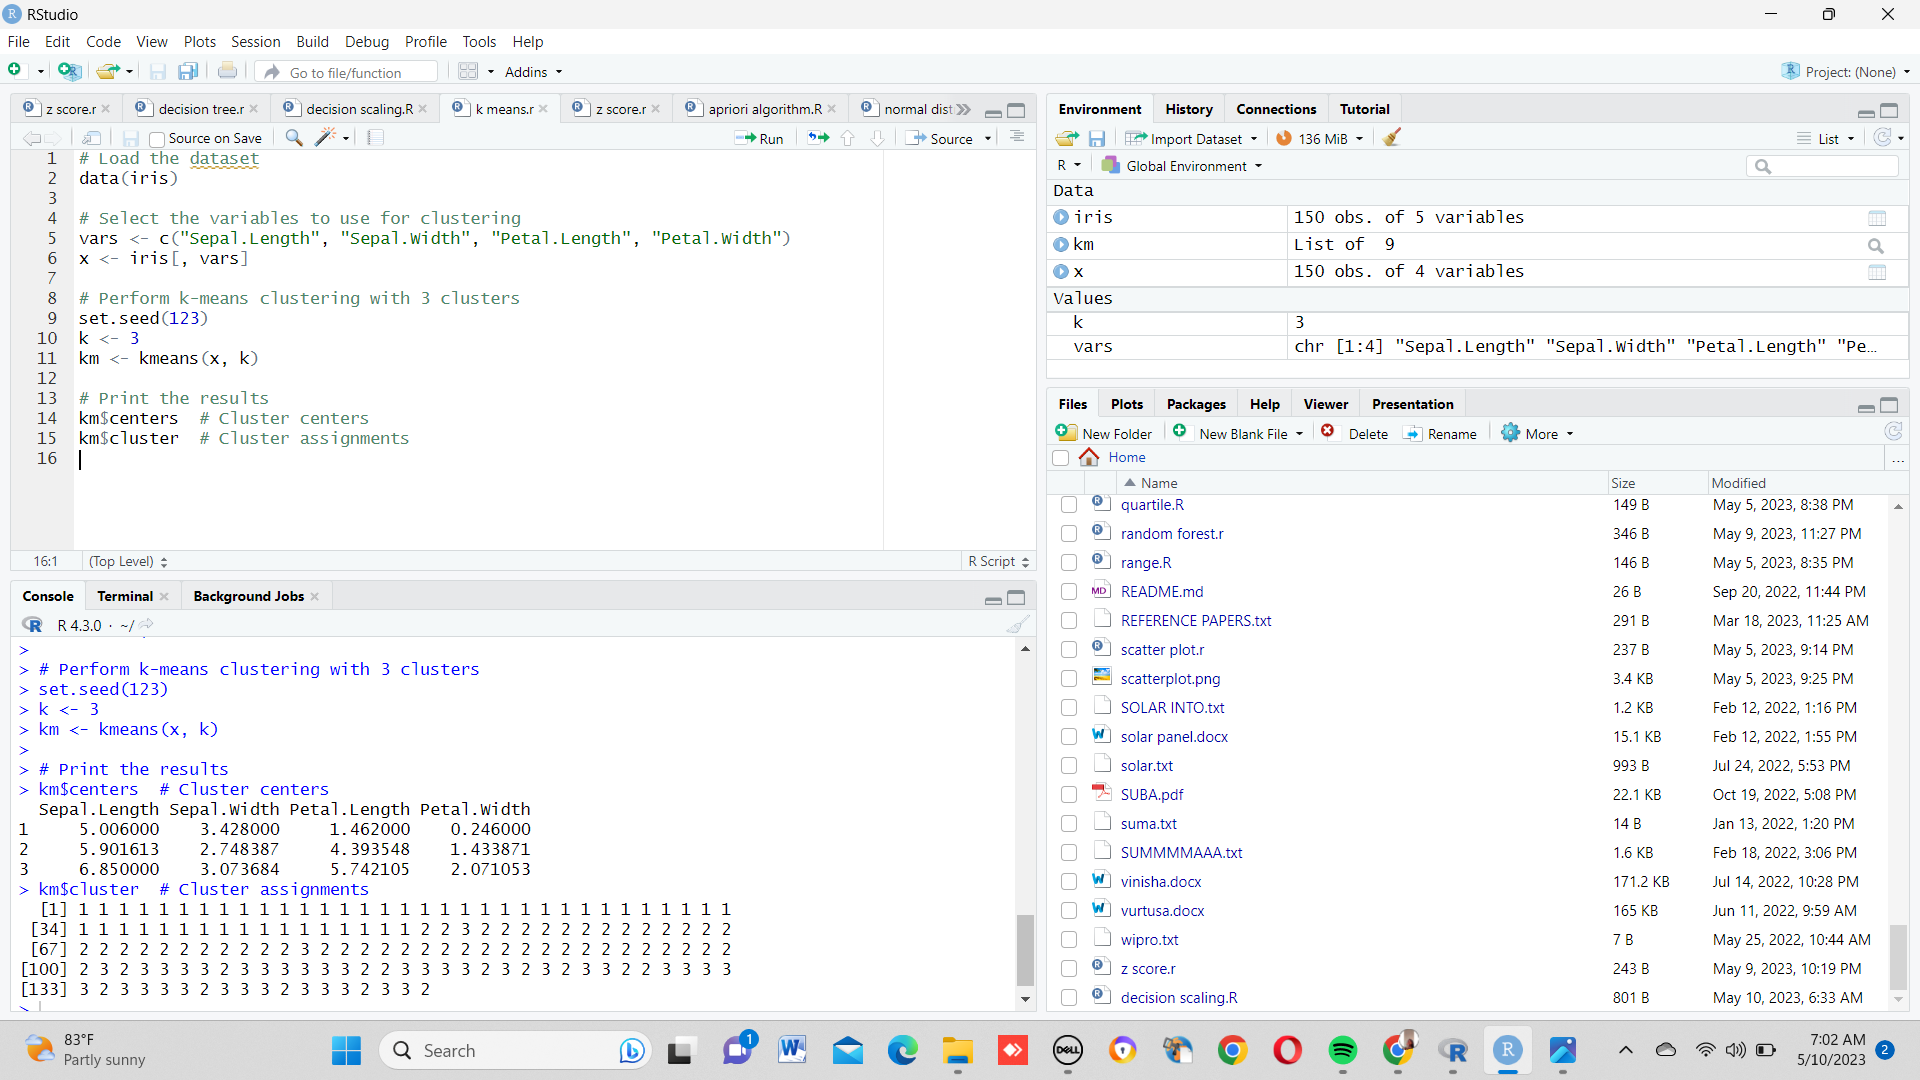 RStudio
File Edit Code View Plots Session Build Debug Profile Tools Help
Go to file/function Addins Project: (None)
z score.r decision tree.r decision scaling.R k means.r z score.r apriori algorithm.R normal dist
Source on Save Run Source
1 # Load the dataset
2 data(iris)
3
4 # Select the variables to use for clustering
5 vars <- c("Sepal.Length", "Sepal.Width", "Petal.Length", "Petal.Width")
6 x <- iris[, vars]
7
8 # Perform k-means clustering with 3 clusters
9 set.seed(123)
10 k <- 3
11 km <- kmeans(x, k)
12
13 # Print the results
14 km$centers  # Cluster centers
15 km$cluster  # Cluster assignments
16
16:1 (Top Level) R Script
Console Terminal Background Jobs
R 4.3.0 · ~/
>
> # Perform k-means clustering with 3 clusters
> set.seed(123)
> k <- 3
> km <- kmeans(x, k)
>
> # Print the results
> km$centers  # Cluster centers
Sepal.Length Sepal.Width Petal.Length Petal.Width
1 5.006000 3.428000 1.462000 0.246000
2 5.901613 2.748387 4.393548 1.433871
3 6.850000 3.073684 5.742105 2.071053
> km$cluster  # Cluster assignments
[1] 1 1 1 1 1 1 1 1 1 1 1 1 1 1 1 1 1 1 1 1 1 1 1 1 1 1 1 1 1 1 1 1 1
[34] 1 1 1 1 1 1 1 1 1 1 1 1 1 1 1 1 1 2 2 3 2 2 2 2 2 2 2 2 2 2 2 2 2
[67] 2 2 2 2 2 2 2 2 2 2 2 3 2 2 2 2 2 2 2 2 2 2 2 2 2 2 2 2 2 2 2 2 2
[100] 2 3 2 3 3 3 3 2 3 3 3 3 3 3 2 2 3 3 3 3 2 3 2 3 2 3 3 2 2 3 3 3 3
[133] 3 2 3 3 3 3 2 3 3 3 2 3 3 3 2 3 3 2
>
Environment History Connections Tutorial
Import Dataset 136 MiB List
R Global Environment
Data
iris 150 obs. of 5 variables
km List of 9
x 150 obs. of 4 variables
Values
k 3
vars chr [1:4] "Sepal.Length" "Sepal.Width" "Petal.Length" "Pe...
Files Plots Packages Help Viewer Presentation
New Folder New Blank File Delete Rename More
Home ...
Name Size Modified
quartile.R 149 B May 5, 2023, 8:38 PM
random forest.r 346 B May 9, 2023, 11:27 PM
range.R 146 B May 5, 2023, 8:35 PM
README.md 26 B Sep 20, 2022, 11:44 PM
REFERENCE PAPERS.txt 291 B Mar 18, 2023, 11:25 AM
scatter plot.r 237 B May 5, 2023, 9:14 PM
scatterplot.png 3.4 KB May 5, 2023, 9:25 PM
SOLAR INTO.txt 1.2 KB Feb 12, 2022, 1:16 PM
solar panel.docx 15.1 KB Feb 12, 2022, 1:55 PM
solar.txt 993 B Jul 24, 2022, 5:53 PM
SUBA.pdf 22.1 KB Oct 19, 2022, 5:08 PM
suma.txt 14 B Jan 13, 2022, 1:20 PM
SUMMMMAAA.txt 1.6 KB Feb 18, 2022, 3:06 PM
vinisha.docx 171.2 KB Jul 14, 2022, 10:28 PM
vurtusa.docx 165 KB Jun 11, 2022, 9:59 AM
wipro.txt 7 B May 25, 2022, 10:44 AM
z score.r 243 B May 9, 2023, 10:19 PM
decision scaling.R 801 B May 10, 2023, 6:33 AM
83°F
Partly sunny
Search
1
DELL
7:02 AM
5/10/2023
2